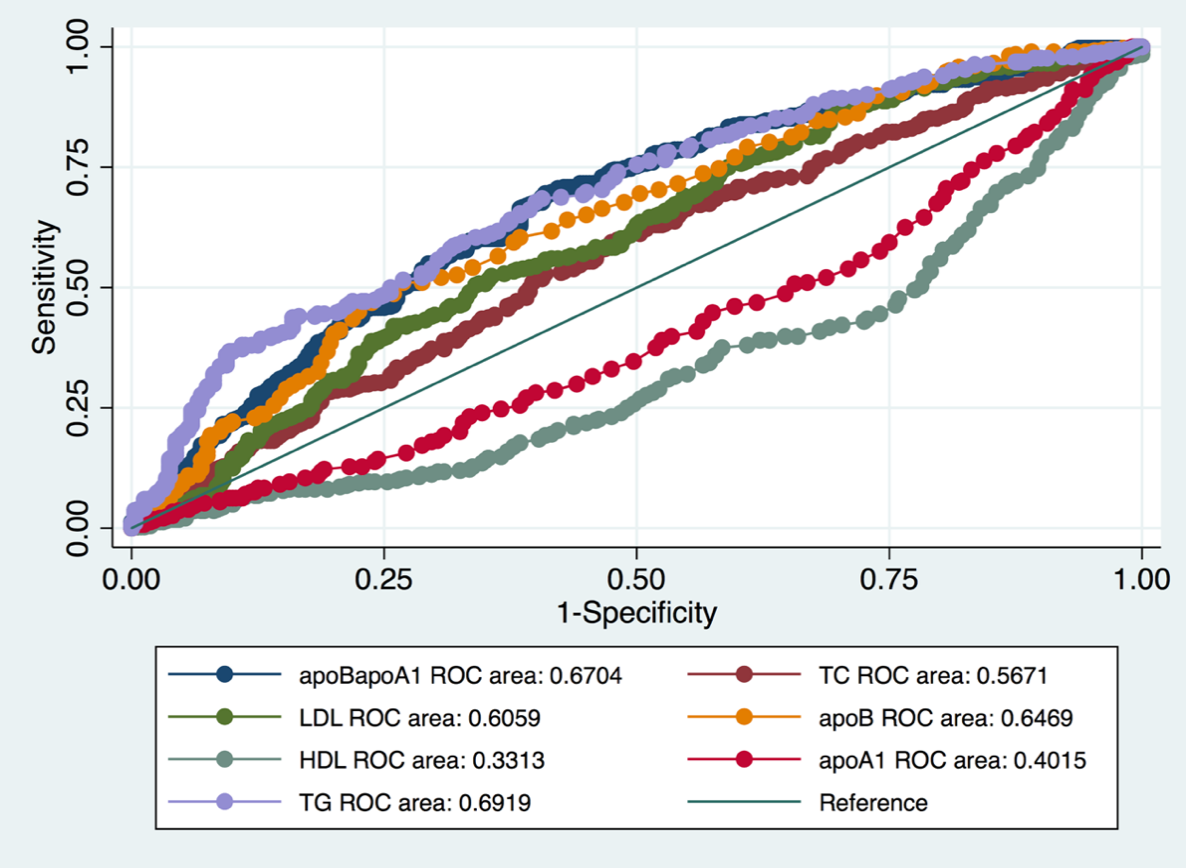 1.00
0.75
0.50
0.25
0.00
Sensitivity
0.00 0.25 0.50 0.75 1.00
1-Specificity
apoBapoA1 ROC area: 0.6704
TC ROC area: 0.5671
LDL ROC area: 0.6059
apoB ROC area: 0.6469
HDL ROC area: 0.3313
apoA1 ROC area: 0.4015
TG ROC area: 0.6919
Reference